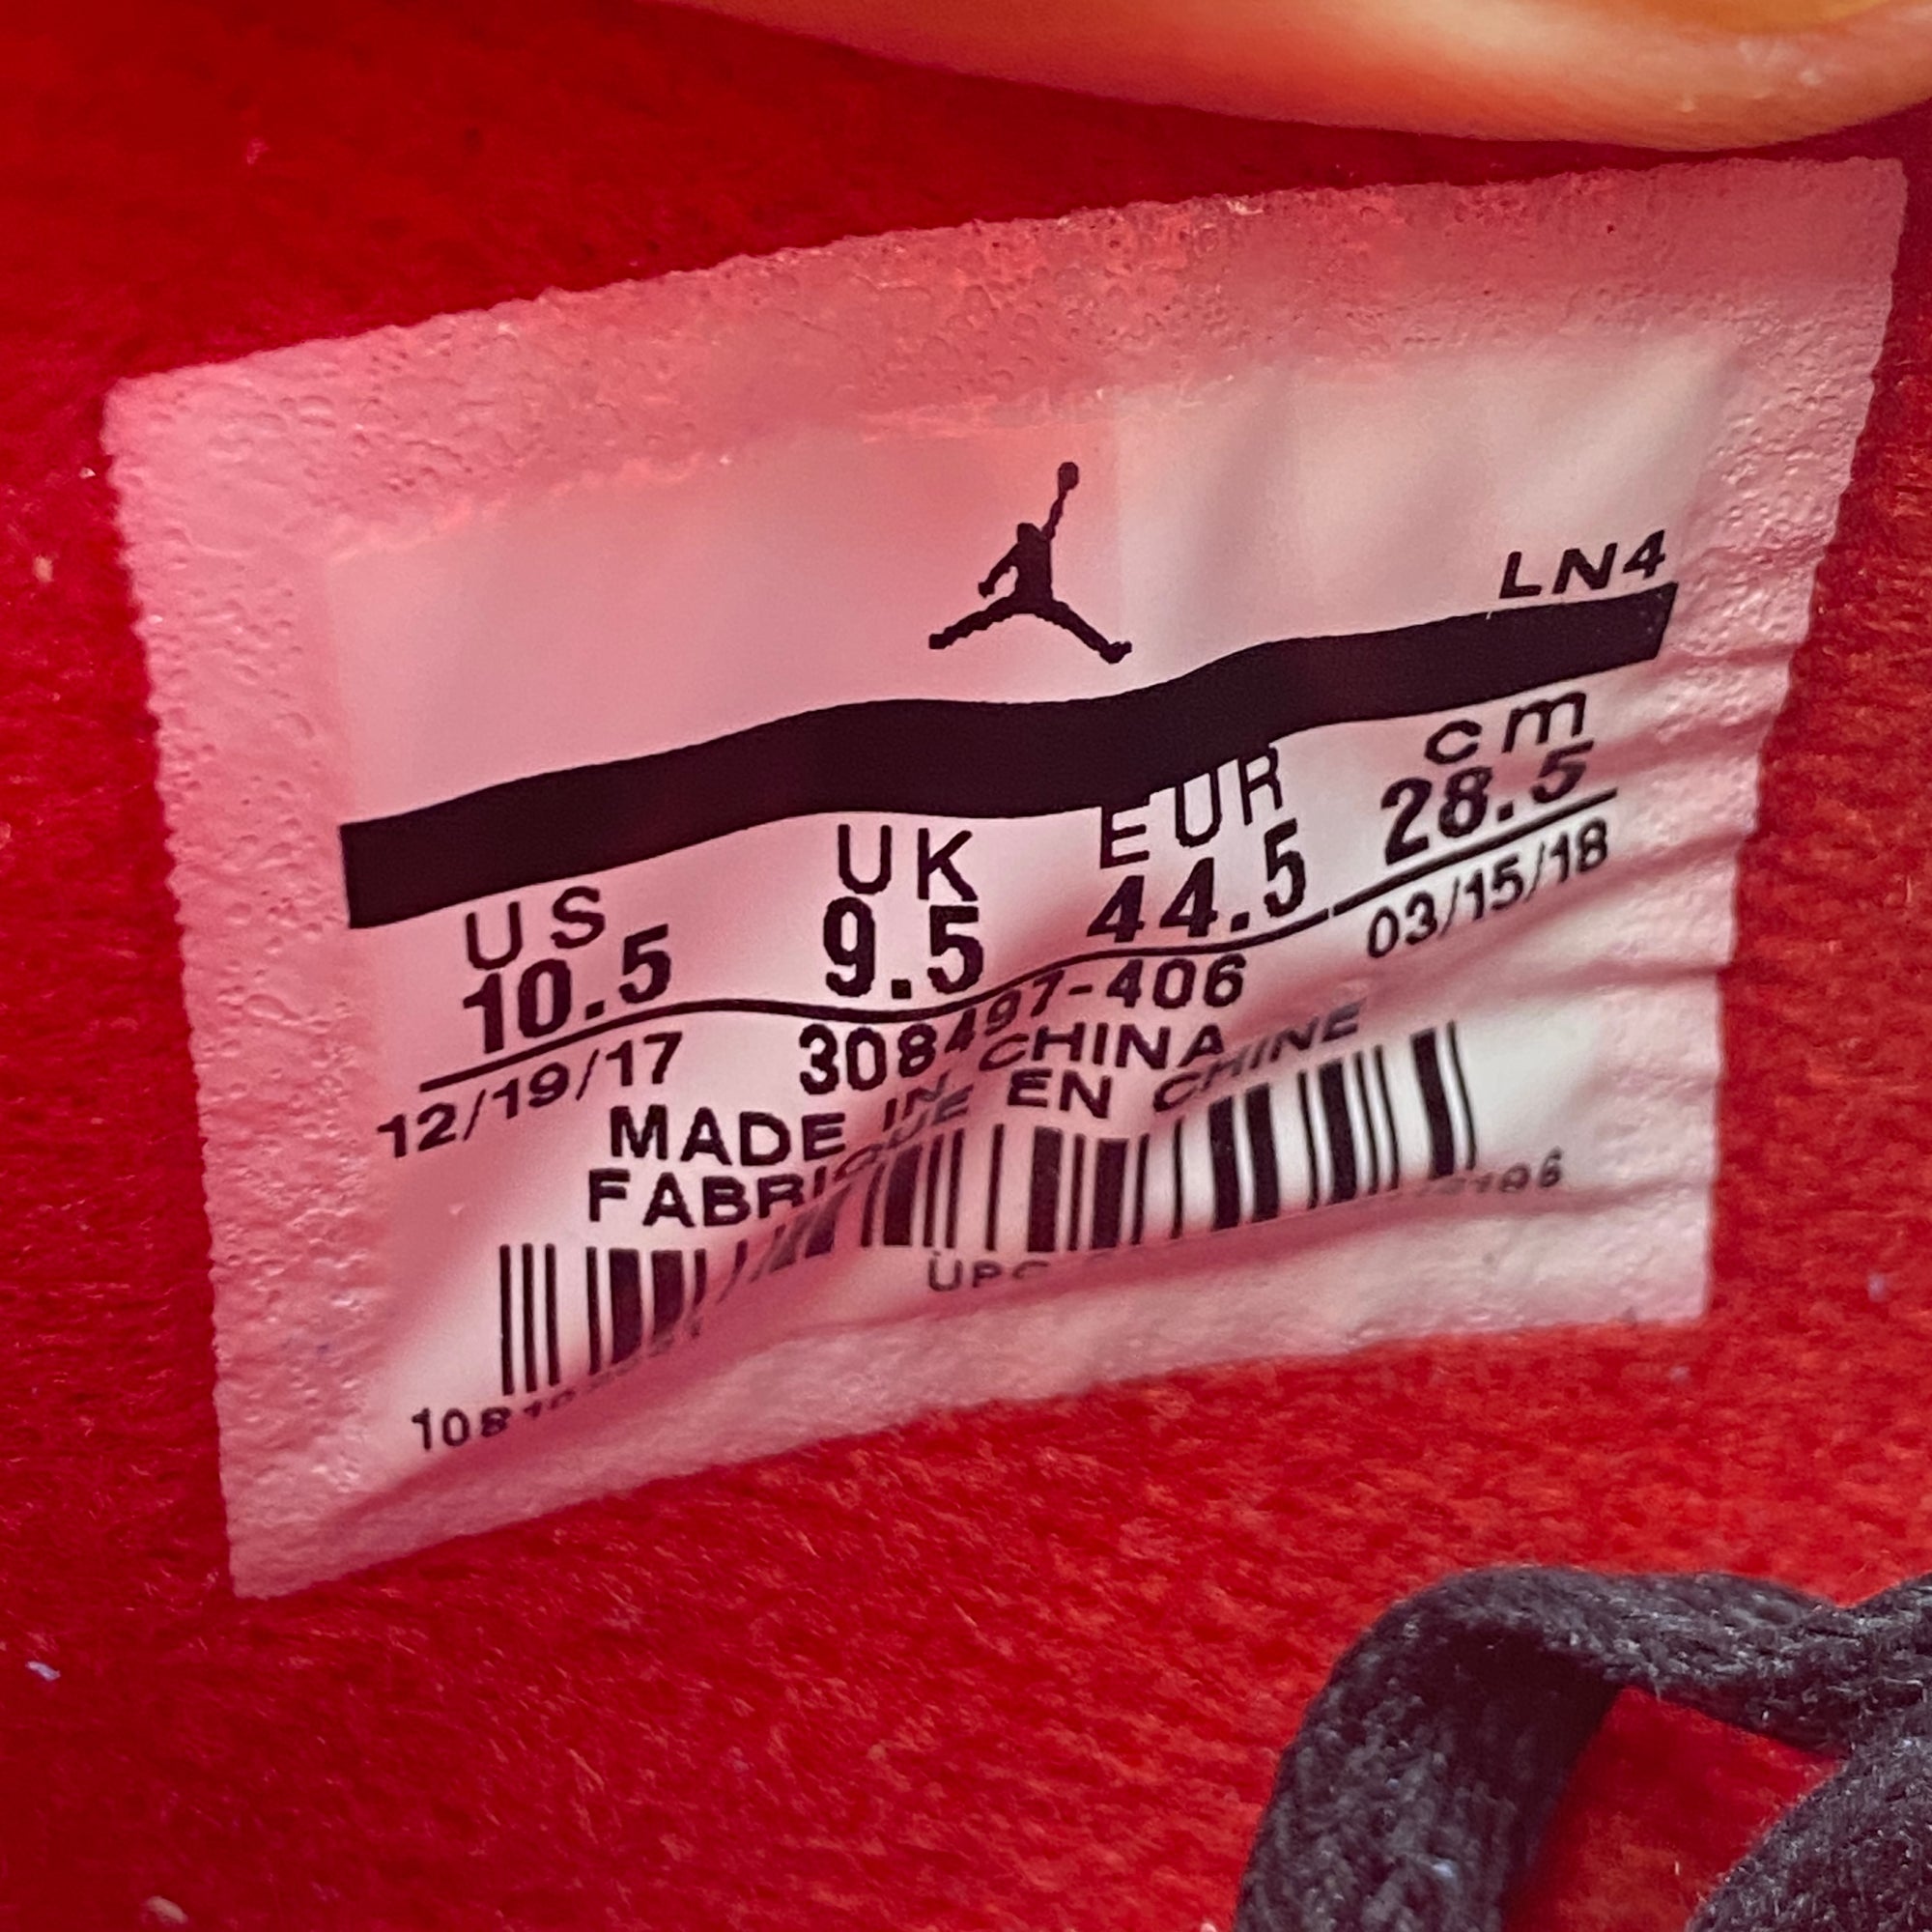 LN4
US UK EUR cm
10.5 9.5 44.5 28.5
12/19/17 308497-406 03/15/18
MADE IN CHINA
FABRIQUE EN CHINE
UPC